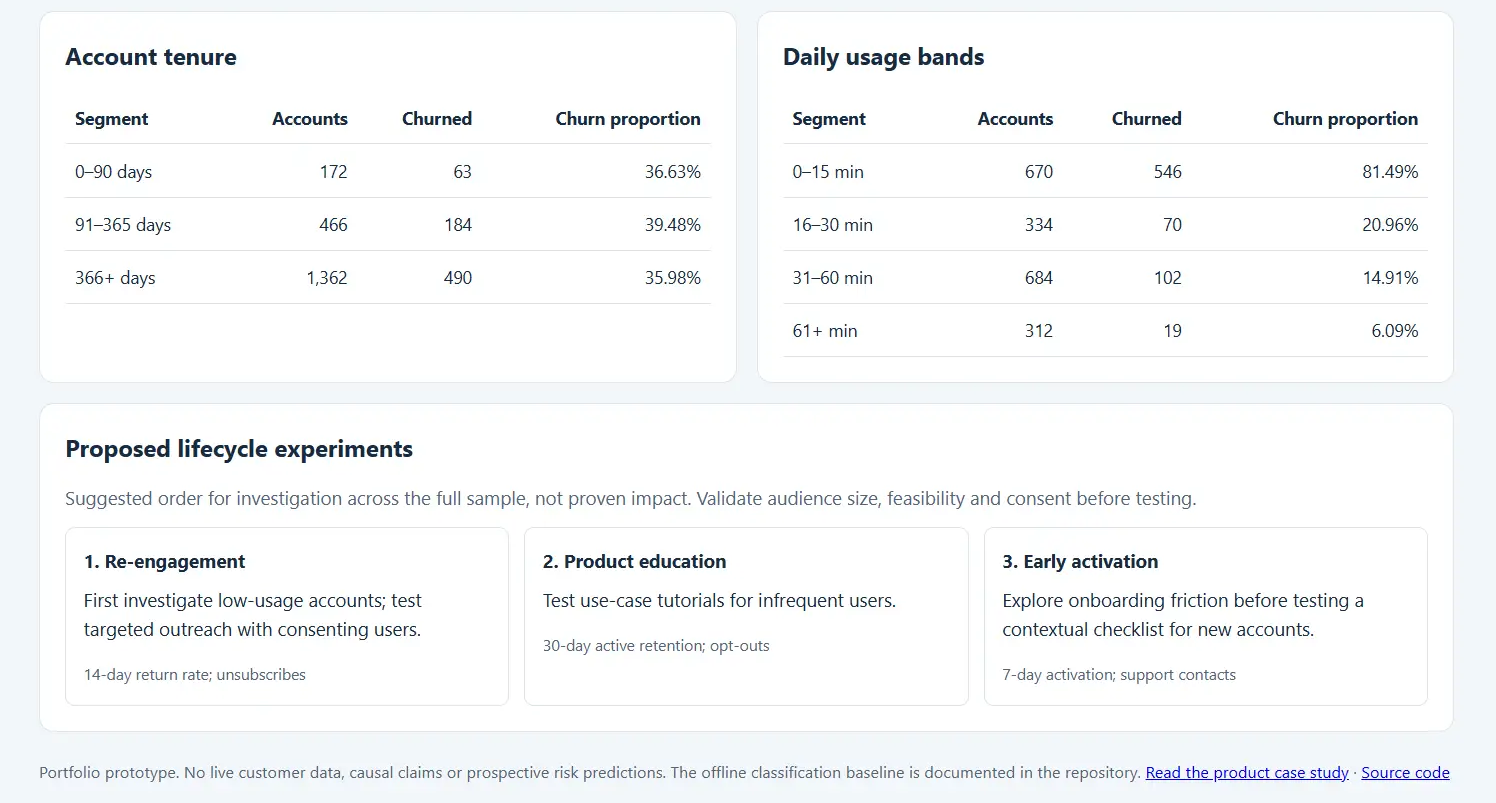 Account tenure
Segment Accounts Churned Churn proportion
0–90 days 172 63 36.63%
91–365 days 466 184 39.48%
366+ days 1,362 490 35.98%
Daily usage bands
Segment Accounts Churned Churn proportion
0–15 min 670 546 81.49%
16–30 min 334 70 20.96%
31–60 min 684 102 14.91%
61+ min 312 19 6.09%
Proposed lifecycle experiments
Suggested order for investigation across the full sample, not proven impact. Validate audience size, feasibility and consent before testing.
1. Re-engagement
First investigate low-usage accounts; test
targeted outreach with consenting users.
14-day return rate; unsubscribes
2. Product education
Test use-case tutorials for infrequent users.
30-day active retention; opt-outs
3. Early activation
Explore onboarding friction before testing a
contextual checklist for new accounts.
7-day activation; support contacts
Portfolio prototype. No live customer data, causal claims or prospective risk predictions. The offline classification baseline is documented in the repository. Read the product case study · Source code